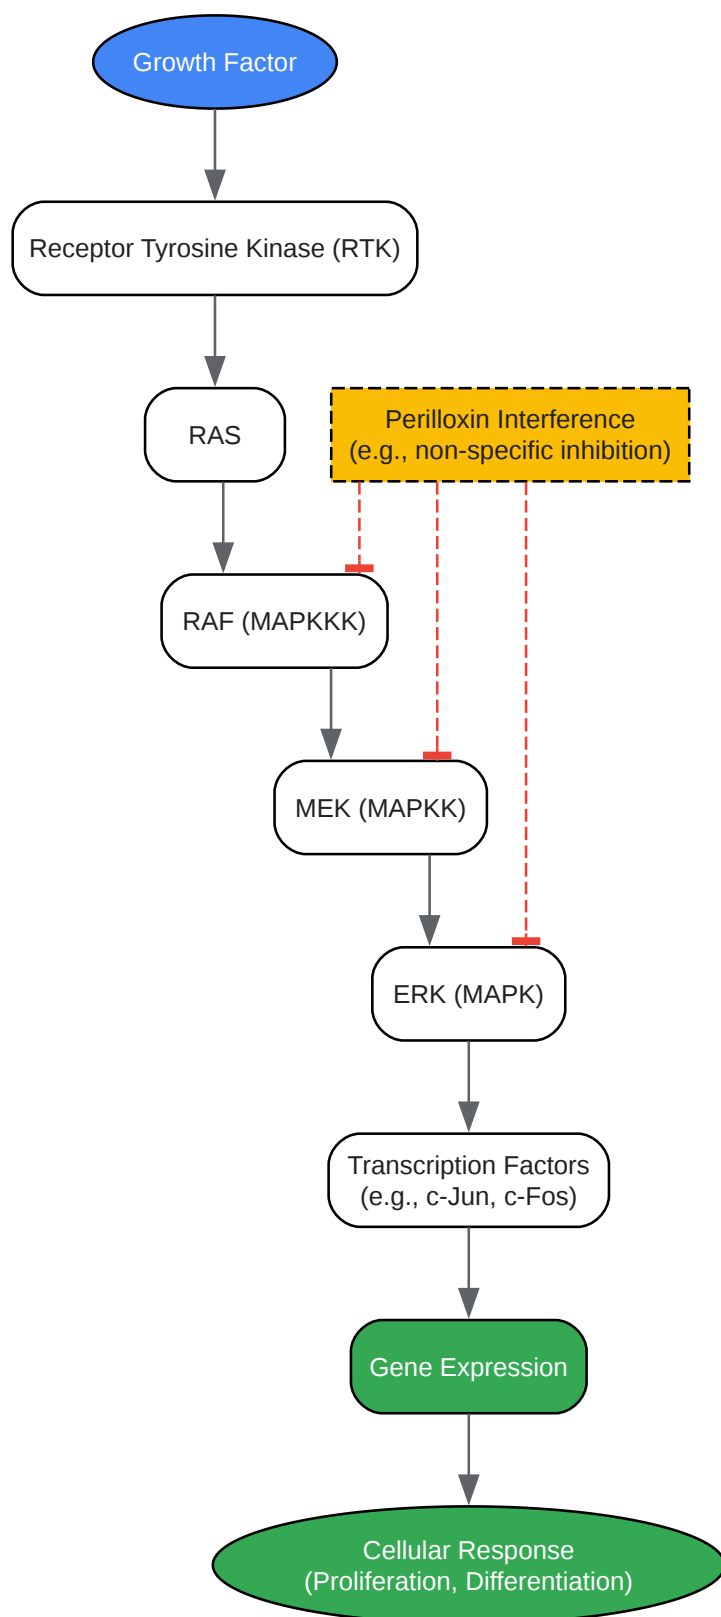 Growth Factor
Receptor Tyrosine Kinase (RTK)
RAS
Perilloxin Interference
(e.g., non-specific inhibition)
RAF (MAPKKK)
MEK (MAPKK)
ERK (MAPK)
Transcription Factors
(e.g., c-Jun, c-Fos)
Gene Expression
Cellular Response
(Proliferation, Differentiation)